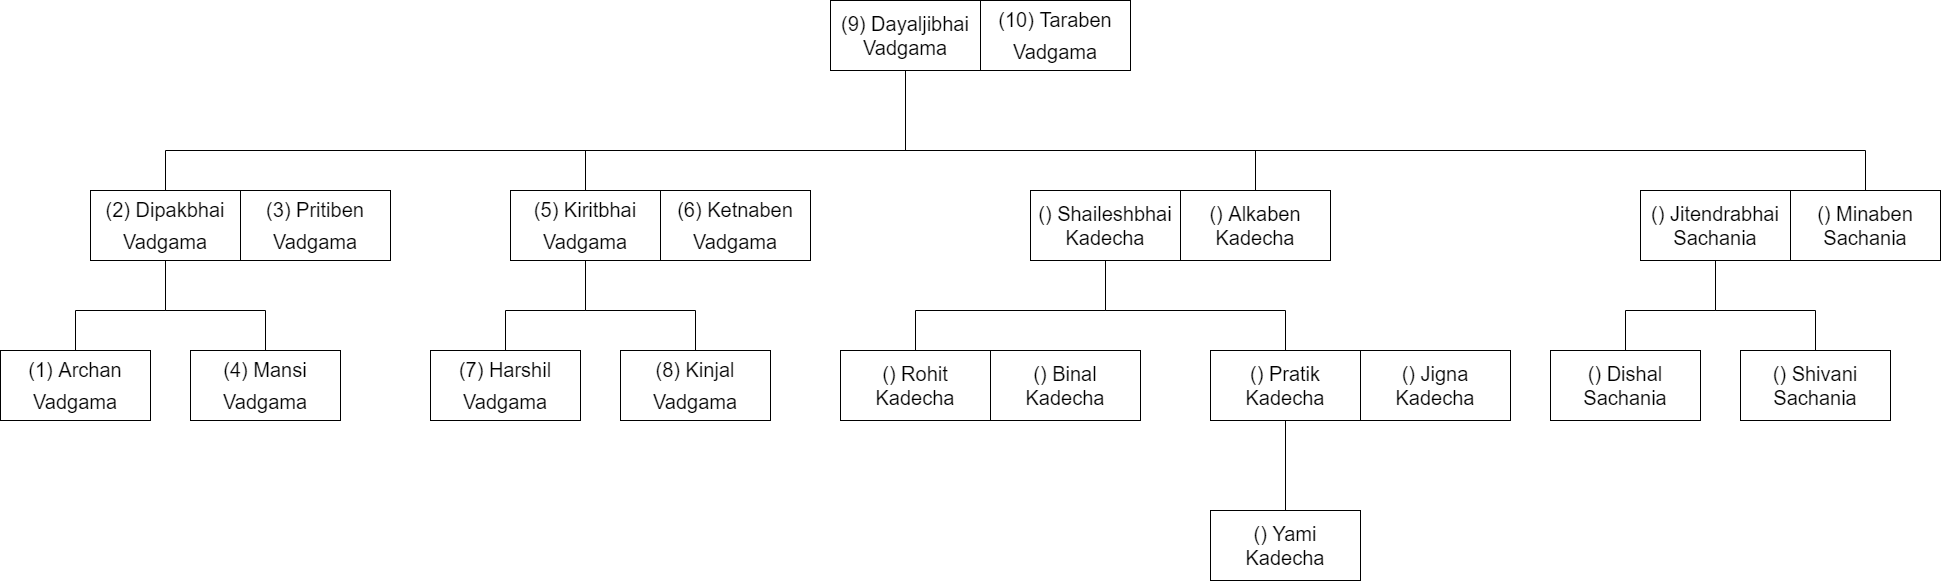 (9) Dayaljibhai
Vadgama
(10) Taraben
Vadgama
(2) Dipakbhai
Vadgama
(3) Pritiben
Vadgama
(5) Kiritbhai
Vadgama
(6) Ketnaben
Vadgama
() Shaileshbhai
Kadecha
() Alkaben
Kadecha
() Jitendrabhai
Sachania
() Minaben
Sachania
(1) Archan
Vadgama
(4) Mansi
Vadgama
(7) Harshil
Vadgama
(8) Kinjal
Vadgama
() Rohit
Kadecha
() Binal
Kadecha
() Pratik
Kadecha
() Jigna
Kadecha
() Dishal
Sachania
() Shivani
Sachania
() Yami
Kadecha